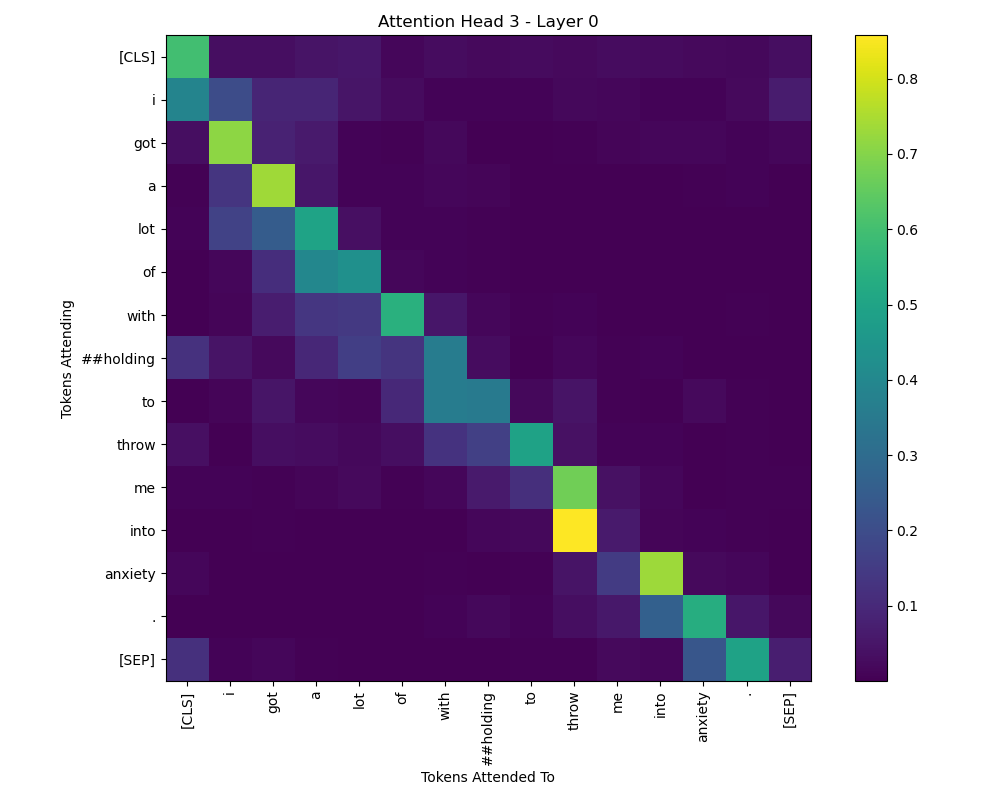 Attention Head 3 - Layer 0
[CLS]
i
got
a
lot
of
with
##holding
to
throw
me
into
anxiety
.
[SEP]
Tokens Attending
[CLS]
i
got
a
lot
of
with
##holding
to
throw
me
into
anxiety
.
[SEP]
Tokens Attended To
0.8
0.7
0.6
0.5
0.4
0.3
0.2
0.1